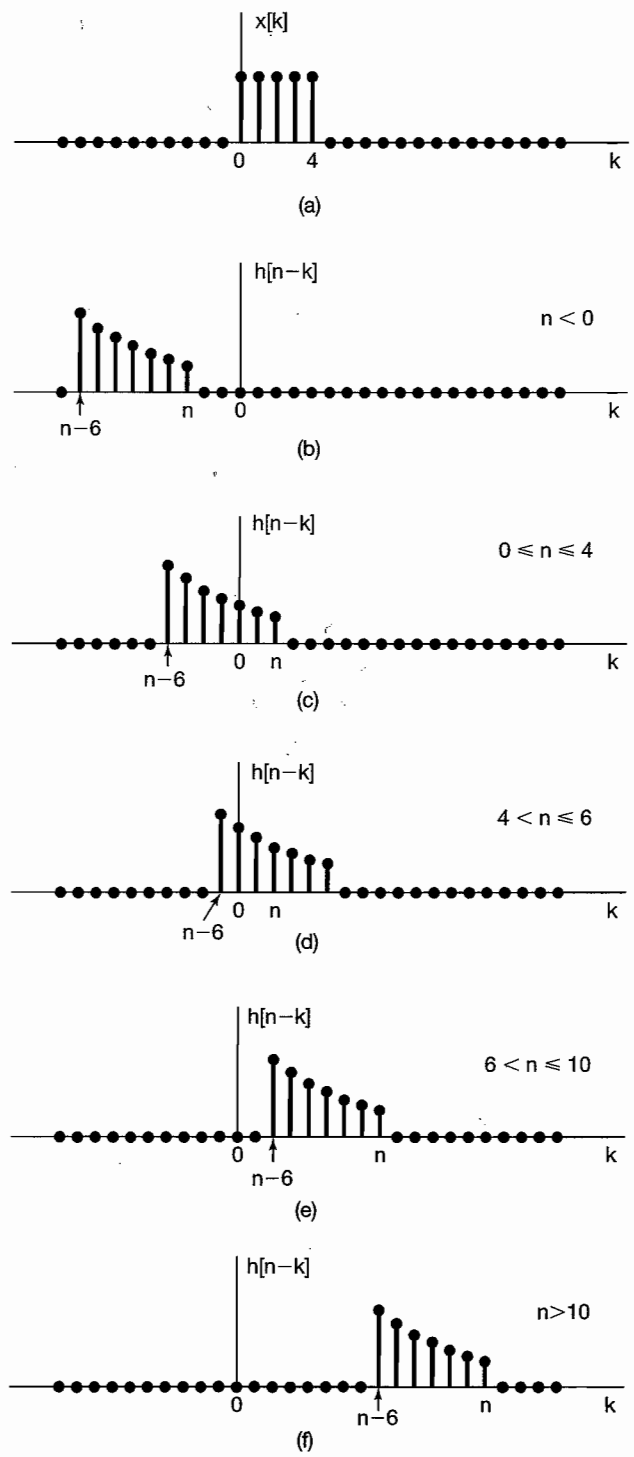 x[k]
0 4 k
(a)
h[n−k]
n < 0
n 0 k
n−6
(b)
h[n−k]
0 ⩽ n ⩽ 4
0 n k
n−6
(c)
h[n−k]
4 < n ⩽ 6
0 n k
n−6
(d)
h[n−k]
6 < n ⩽ 10
0 n k
n−6
(e)
h[n−k]
n>10
0 n k
n−6
(f)